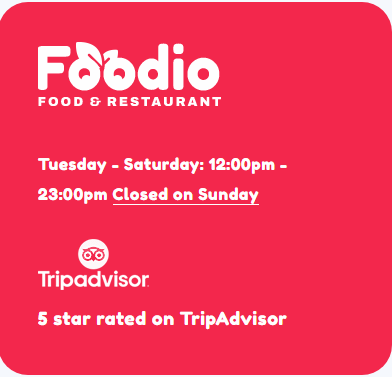 Foodio
FOOD & RESTAURANT
Tuesday - Saturday: 12:00pm -
23:00pm Closed on Sunday
Tripadvisor
5 star rated on TripAdvisor